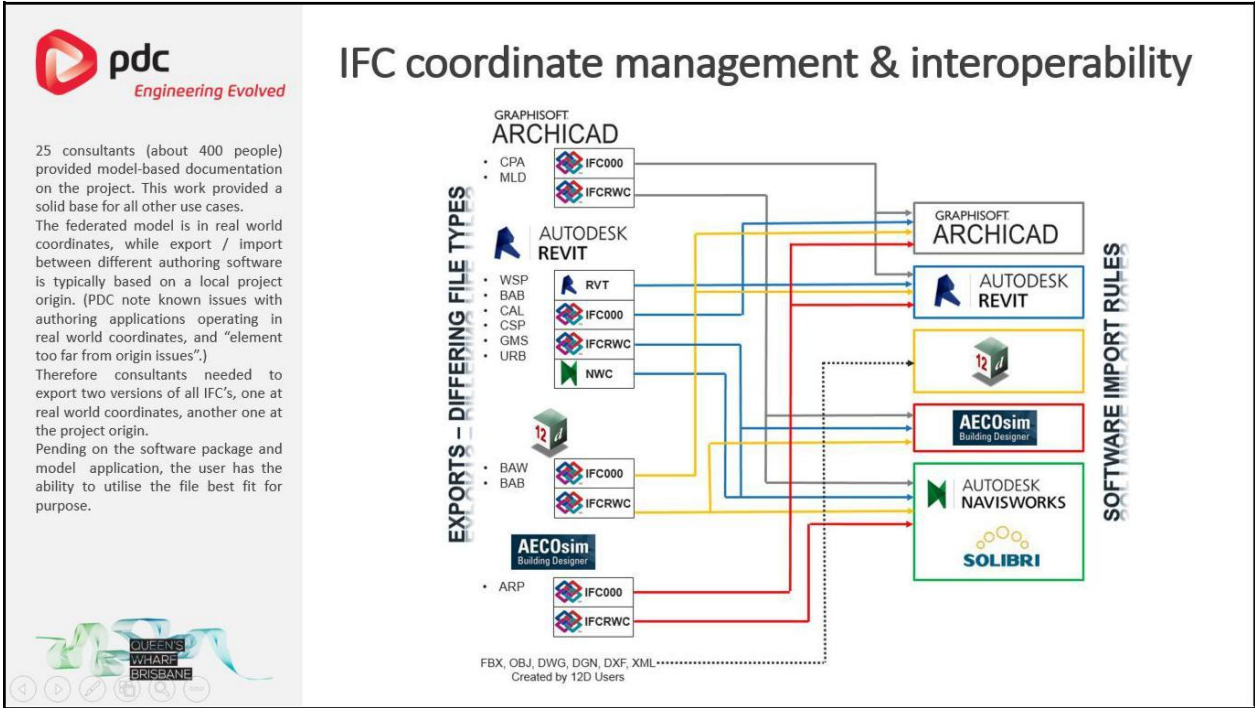 pdc
Engineering Evolved
IFC coordinate management & interoperability
25 consultants (about 400 people)
provided model-based documentation
on the project. This work provided a
solid base for all other use cases.
The federated model is in real world
coordinates, while export / import
between different authoring software
is typically based on a local project
origin. (PDC note known issues with
authoring applications operating in
real world coordinates, and “element
too far from origin issues”.)
Therefore consultants needed to
export two versions of all IFC’s, one at
real world coordinates, another one at
the project origin.
Pending on the software package and
model application, the user has the
ability to utilise the file best fit for
purpose.
QUEEN'S
WHARF
BRISBANE
EXPORTS – DIFFERING FILE TYPES
GRAPHISOFT.
ARCHICAD
• CPA
• MLD
IFC000
IFCRWC
AUTODESK
REVIT
• WSP
• BAB
• CAL
• CSP
• GMS
• URB
RVT
IFC000
IFCRWC
NWC
12d
• BAW
• BAB
IFC000
IFCRWC
AECOsim
Building Designer
• ARP
IFC000
IFCRWC
FBX, OBJ, DWG, DGN, DXF, XML
Created by 12D Users
GRAPHISOFT.
ARCHICAD
AUTODESK
REVIT
12d
AECOsim
Building Designer
AUTODESK
NAVISWORKS
SOLIBRI
SOFTWARE IMPORT RULES